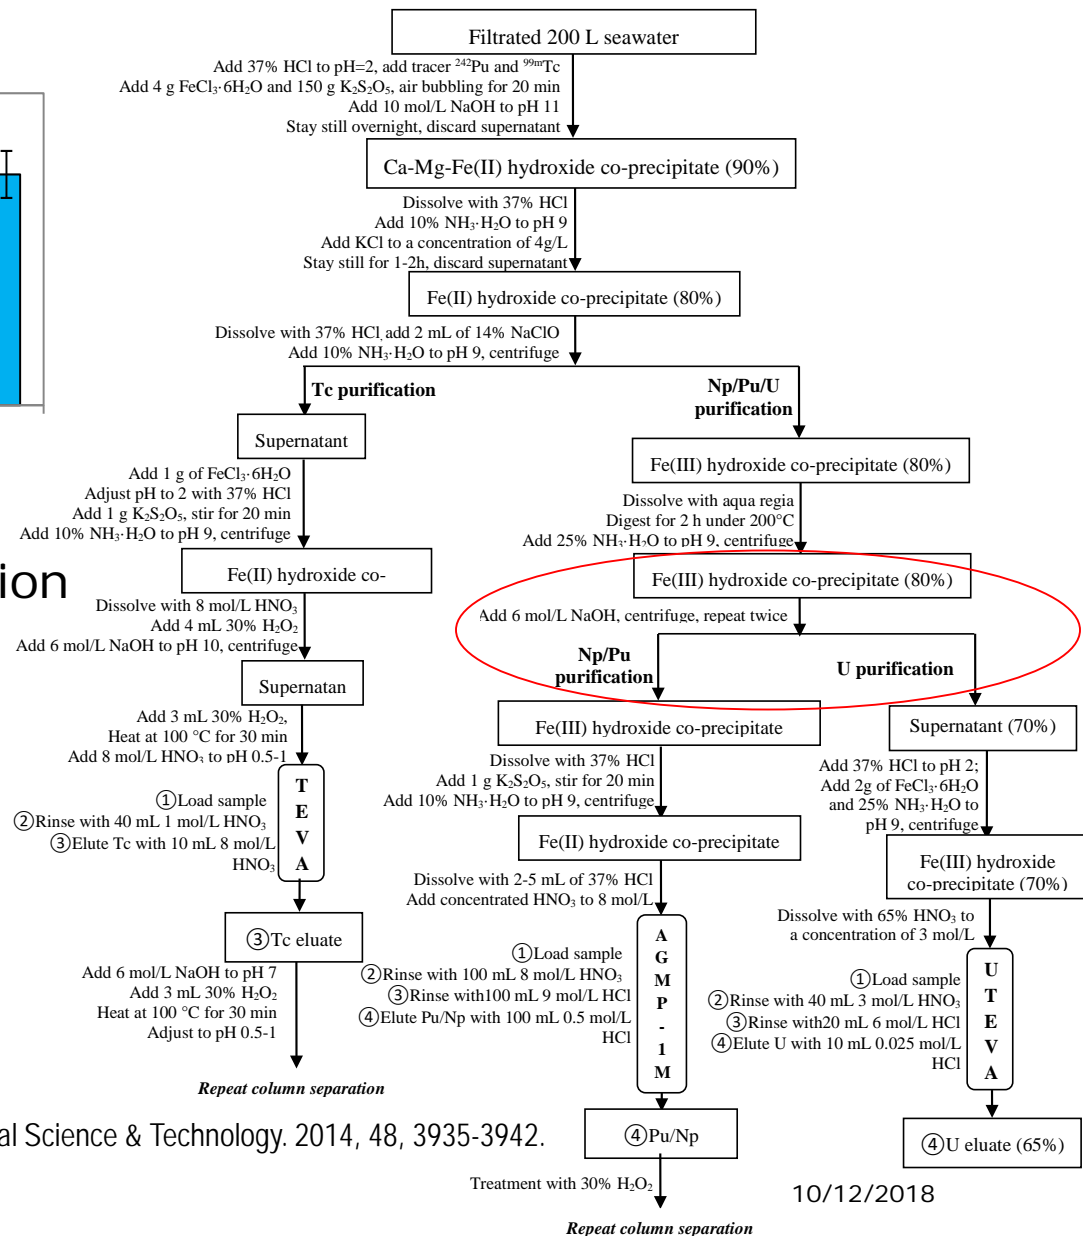 Filtrated 200 L seawater
Add 37% HCl to pH=2, add tracer ²⁴²Pu and ⁹⁹ᵐTc
Add 4 g FeCl₃·6H₂O and 150 g K₂S₂O₅, air bubbling for 20 min
Add 10 mol/L NaOH to pH 11
Stay still overnight, discard supernatant
Ca-Mg-Fe(II) hydroxide co-precipitate (90%)
Dissolve with 37% HCl
Add 10% NH₃·H₂O to pH 9
Add KCl to a concentration of 4g/L
Stay still for 1-2h, discard supernatant
Fe(II) hydroxide co-precipitate (80%)
Dissolve with 37% HCl, add 2 mL of 14% NaClO
Add 10% NH₃·H₂O to pH 9, centrifuge
Tc purification
Supernatant
Add 1 g of FeCl₃·6H₂O
Adjust pH to 2 with 37% HCl
Add 1 g K₂S₂O₅, stir for 20 min
Add 10% NH₃·H₂O to pH 9, centrifuge
Fe(II) hydroxide co-
ion
Dissolve with 8 mol/L HNO₃
Add 4 mL 30% H₂O₂
Add 6 mol/L NaOH to pH 10, centrifuge
Supernatan
Add 3 mL 30% H₂O₂,
Heat at 100 °C for 30 min
Add 8 mol/L HNO₃ to pH 0.5-1
①Load sample
②Rinse with 40 mL 1 mol/L HNO₃
③Elute Tc with 10 mL 8 mol/L
HNO₃
T
E
V
A
③Tc eluate
Add 6 mol/L NaOH to pH 7
Add 3 mL 30% H₂O₂
Heat at 100 °C for 30 min
Adjust to pH 0.5-1
Repeat column separation
Np/Pu/U
purification
Fe(III) hydroxide co-precipitate (80%)
Dissolve with aqua regia
Digest for 2 h under 200°C
Add 25% NH₃·H₂O to pH 9, centrifuge
Fe(III) hydroxide co-precipitate (80%)
Add 6 mol/L NaOH, centrifuge, repeat twice
Np/Pu
purification
Fe(III) hydroxide co-precipitate
Dissolve with 37% HCl
Add 1 g K₂S₂O₅, stir for 20 min
Add 10% NH₃·H₂O to pH 9, centrifuge
Fe(II) hydroxide co-precipitate
Dissolve with 2-5 mL of 37% HCl
Add concentrated HNO₃ to 8 mol/L
①Load sample
②Rinse with 100 mL 8 mol/L HNO₃
③Rinse with100 mL 9 mol/L HCl
④Elute Pu/Np with 100 mL 0.5 mol/L
HCl
A
G
M
P
-
1
M
④Pu/Np
Treatment with 30% H₂O₂
Repeat column separation
U purification
Supernatant (70%)
Add 37% HCl to pH 2;
Add 2g of FeCl₃·6H₂O
and 25% NH₃·H₂O to
pH 9, centrifuge
Fe(III) hydroxide
co-precipitate (70%)
Dissolve with 65% HNO₃ to
a concentration of 3 mol/L
①Load sample
②Rinse with 40 mL 3 mol/L HNO₃
③Rinse with20 mL 6 mol/L HCl
④Elute U with 10 mL 0.025 mol/L
HCl
U
T
E
V
A
④U eluate (65%)
al Science & Technology. 2014, 48, 3935-3942.
10/12/2018